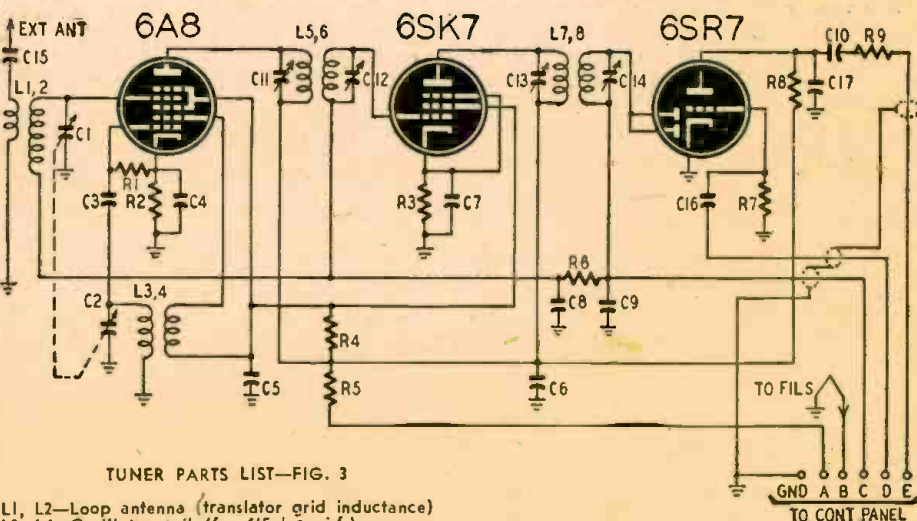 6A8 6SK7 6SR7
EXT ANT
C15
L1,2
C1
C11
L5,6
C12
C13
L7,8
C14
R8
C10
R9
C17
R1
C3
R2
C4
R3
C7
C16
R7
C2
L3,4
R6
C8
C9
R4
C5
R5
C6
TO FILS
TUNER PARTS LIST—FIG. 3
GND A B C D E
TO CONT PANEL
L1, L2—Loop antenna (translator grid inductance)